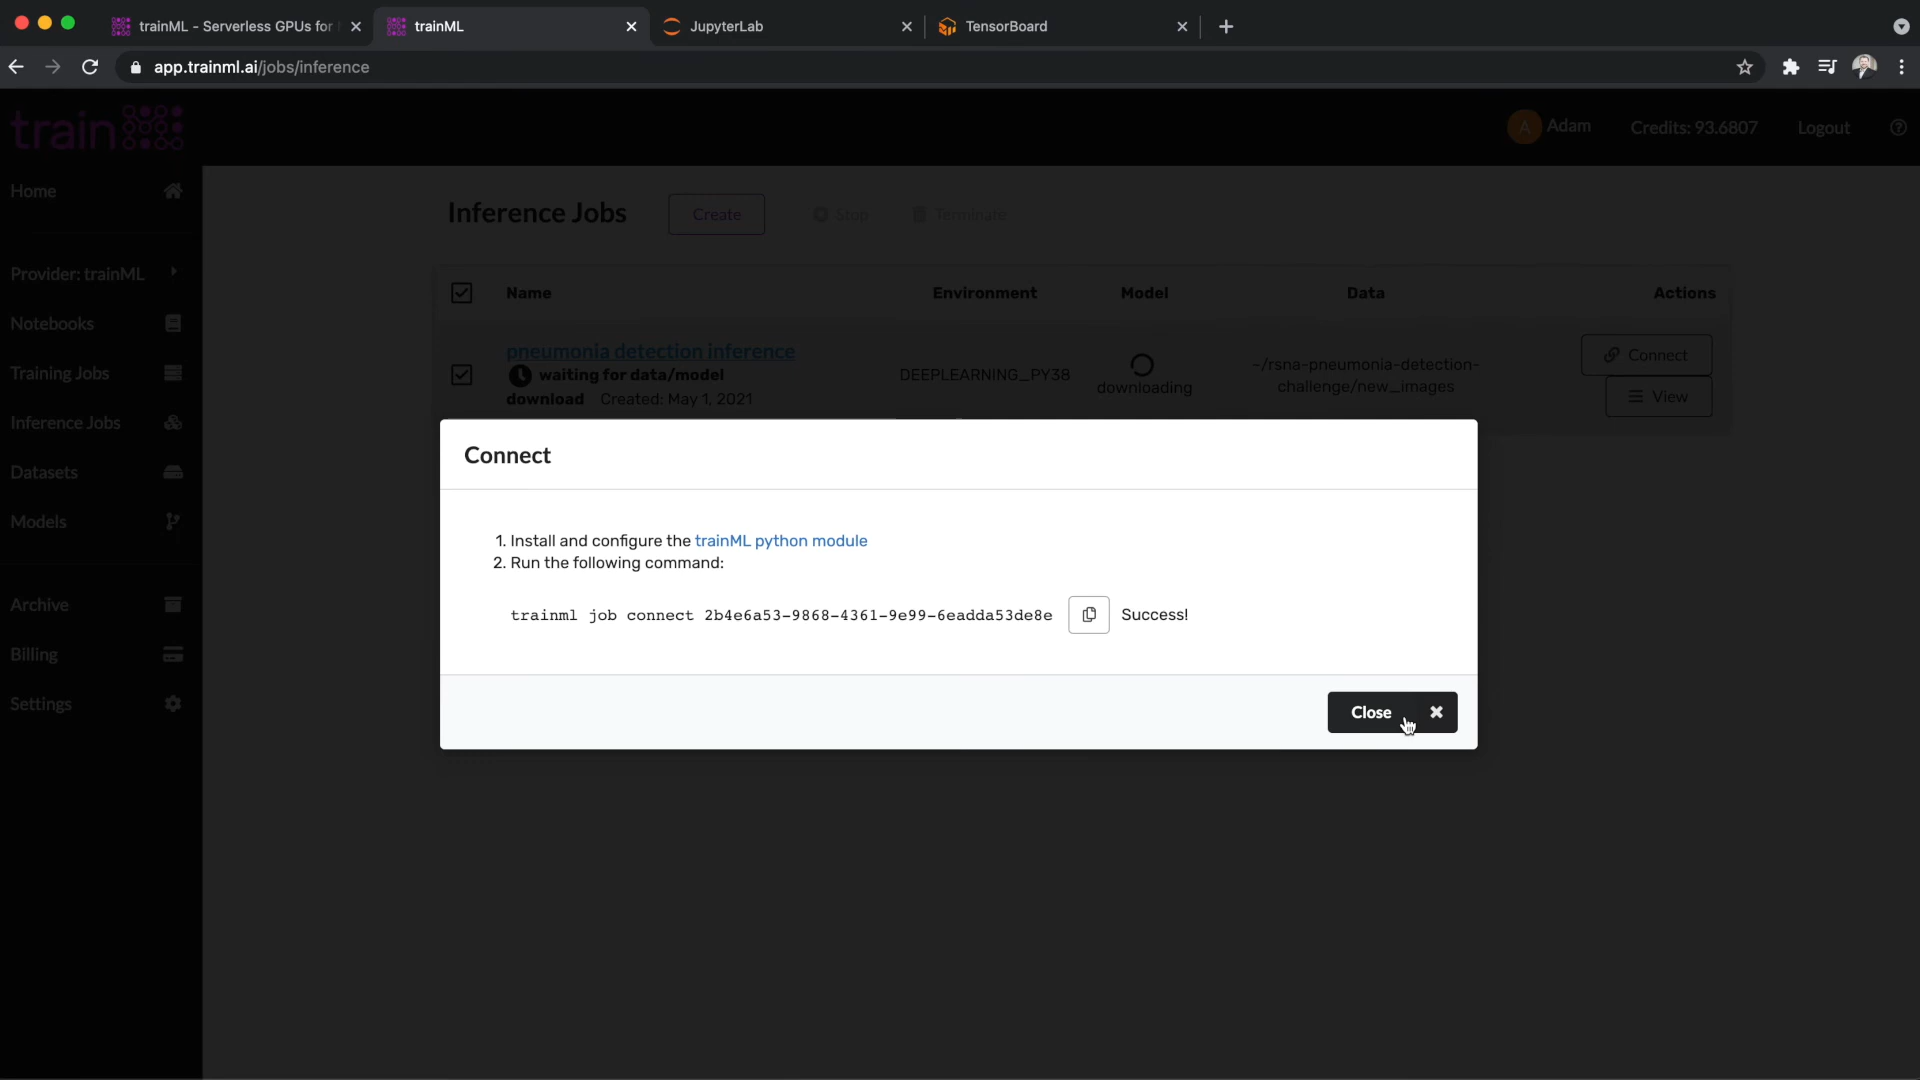 trainML - Serverless GPUs for
trainML
JupyterLab
TensorBoard
app.trainml.ai/jobs/inference
train
A Adam
Credits: 93.6807
Logout
Home
Provider: trainML
Notebooks
Training Jobs
Inference Jobs
Datasets
Models
Archive
Billing
Settings
Inference Jobs
Create
Stop
Terminate
Name
Environment
Model
Data
Actions
pneumonia detection inference
waiting for data/model
download Created: May 1, 2021
DEEPLEARNING_PY38
downloading
~/rsna-pneumonia-detection-
challenge/new_images
Connect
View
Connect
1. Install and configure the trainML python module
2. Run the following command:
trainml job connect 2b4e6a53-9868-4361-9e99-6eadda53de8e
Success!
Close